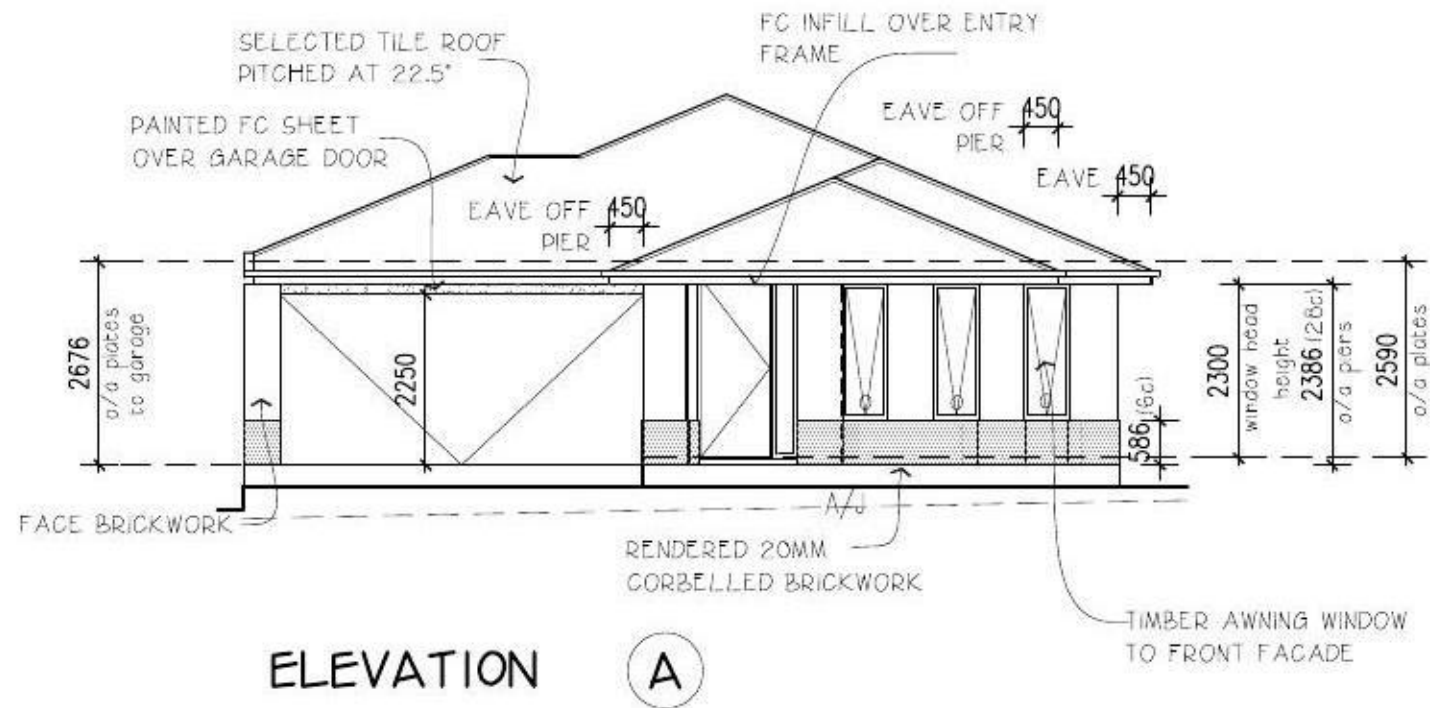 FC INFILL OVER ENTRY
FRAME
SELECTED TILE ROOF
PITCHED AT 22.5°
PAINTED FC SHEET
OVER GARAGE DOOR
EAVE OFF 450
PIER
EAVE 450
EAVE OFF 450
PIER
2676
o/a plates
to garage
2250
586 (6c)
2300
window head
height
2386 (28c)
o/a piers
2590
o/a plates
FACE BRICKWORK
A/J
RENDERED 20MM
CORBELLED BRICKWORK
TIMBER AWNING WINDOW
TO FRONT FACADE
ELEVATION A